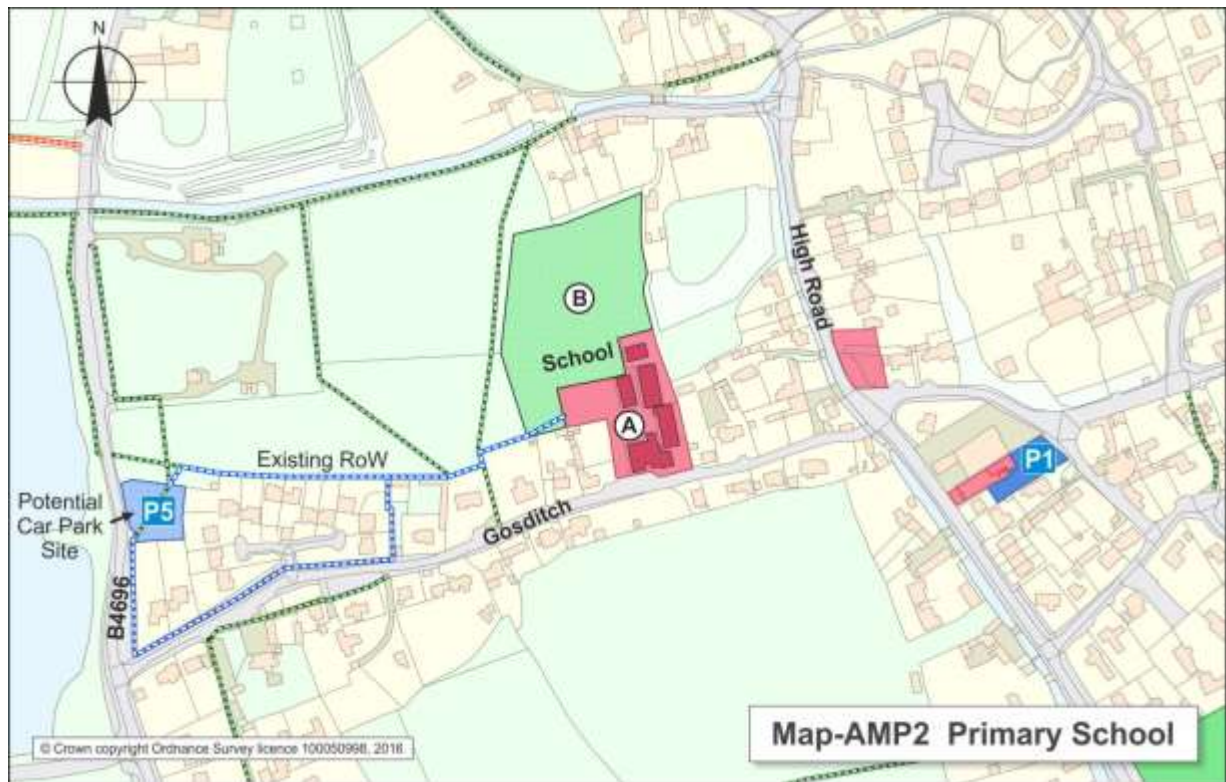 N
High Road
B
School
A
Existing RoW
P1
Potential
Car Park
Site
P5
Gosditch
B4696
Map-AMP2 Primary School
© Crown copyright Ordnance Survey licence 100050998, 2016